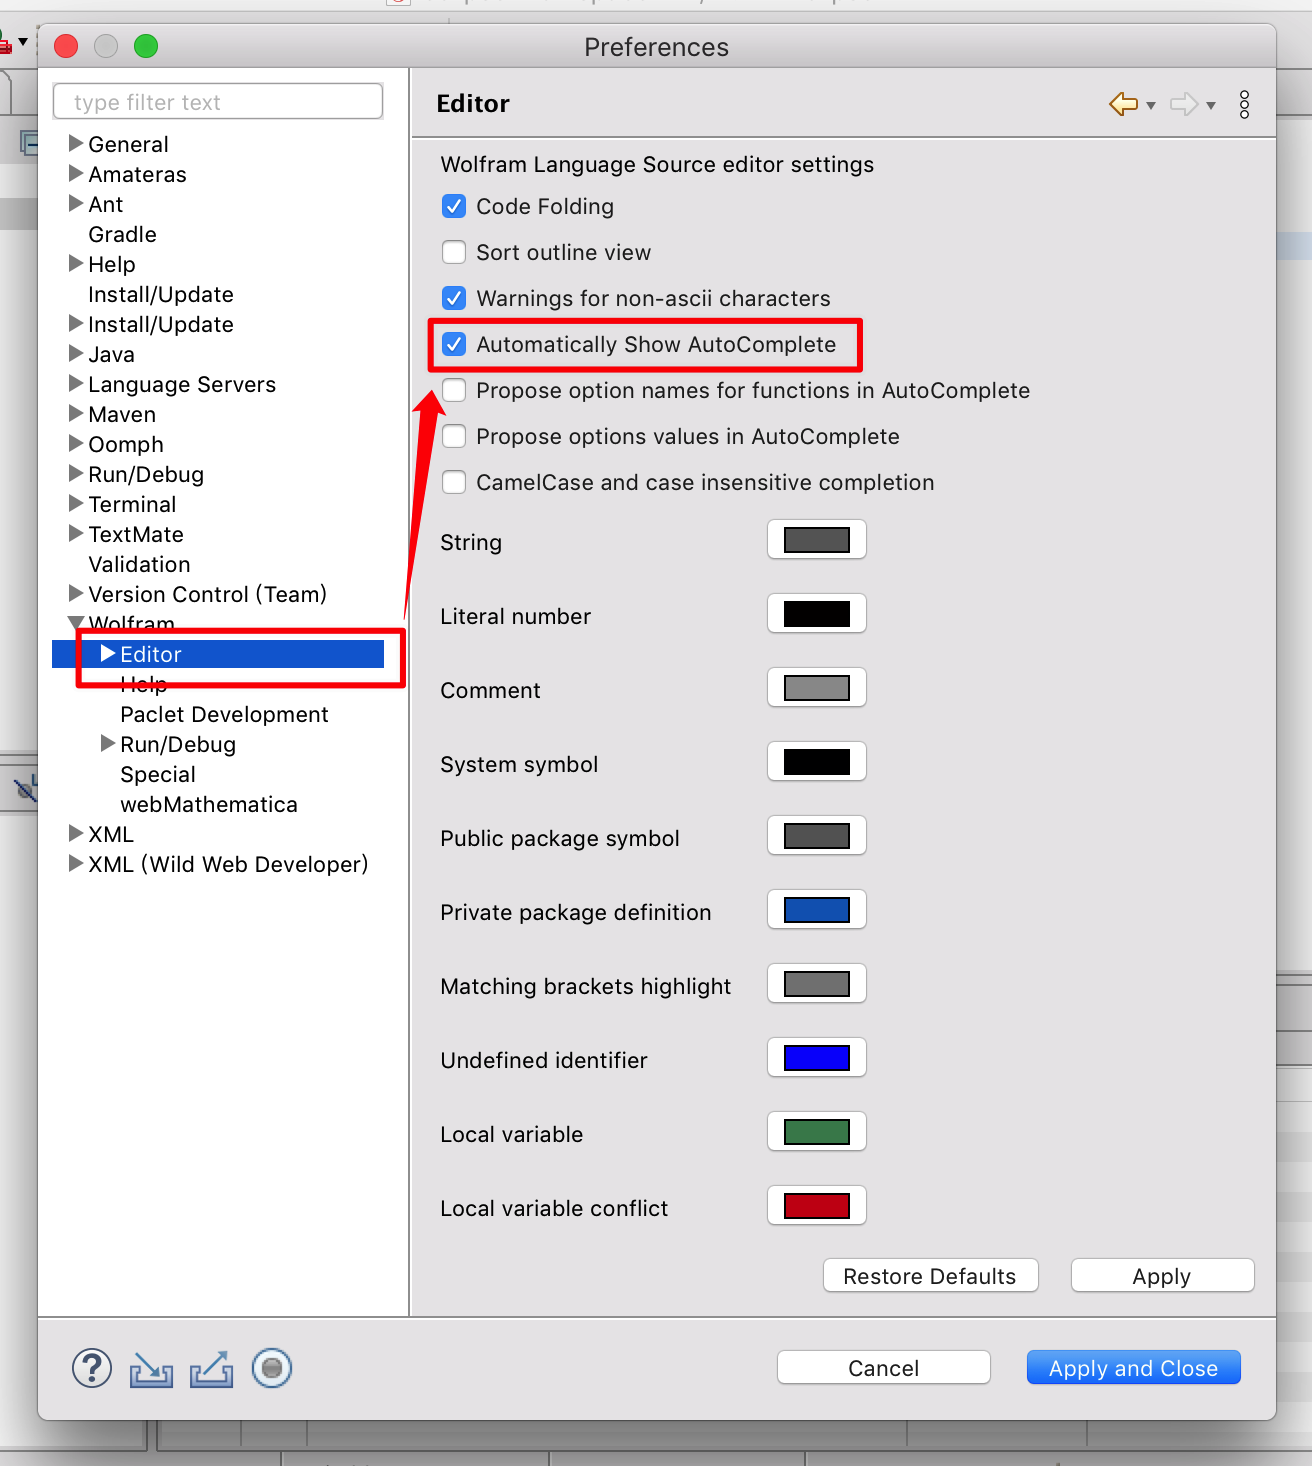 Preferences
type filter text
General
Amateras
Ant
Gradle
Help
Install/Update
Install/Update
Java
Language Servers
Maven
Oomph
Run/Debug
Terminal
TextMate
Validation
Version Control (Team)
Wolfram
Editor
Help
Paclet Development
Run/Debug
Special
webMathematica
XML
XML (Wild Web Developer)
Editor
Wolfram Language Source editor settings
Code Folding
Sort outline view
Warnings for non-ascii characters
Automatically Show AutoComplete
Propose option names for functions in AutoComplete
Propose options values in AutoComplete
CamelCase and case insensitive completion
String
Literal number
Comment
System symbol
Public package symbol
Private package definition
Matching brackets highlight
Undefined identifier
Local variable
Local variable conflict
Restore Defaults
Apply
?
Cancel
Apply and Close